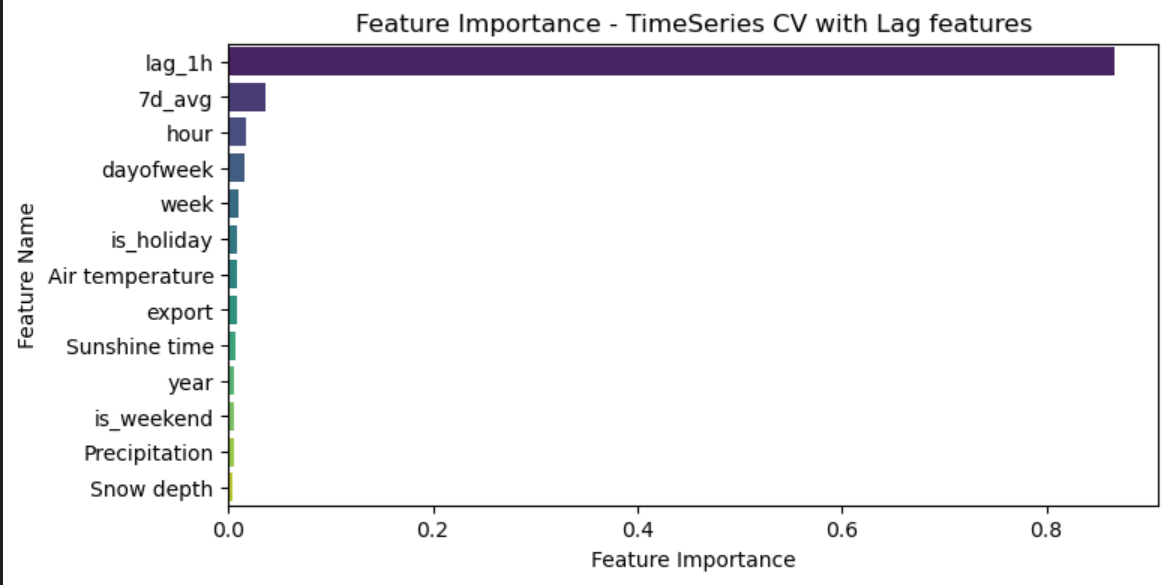 Feature Importance - TimeSeries CV with Lag features
lag_1h
7d_avg
hour
dayofweek
week
is_holiday
Air temperature
export
Sunshine time
year
is_weekend
Precipitation
Snow depth
Feature Name
0.0 0.2 0.4 0.6 0.8
Feature Importance